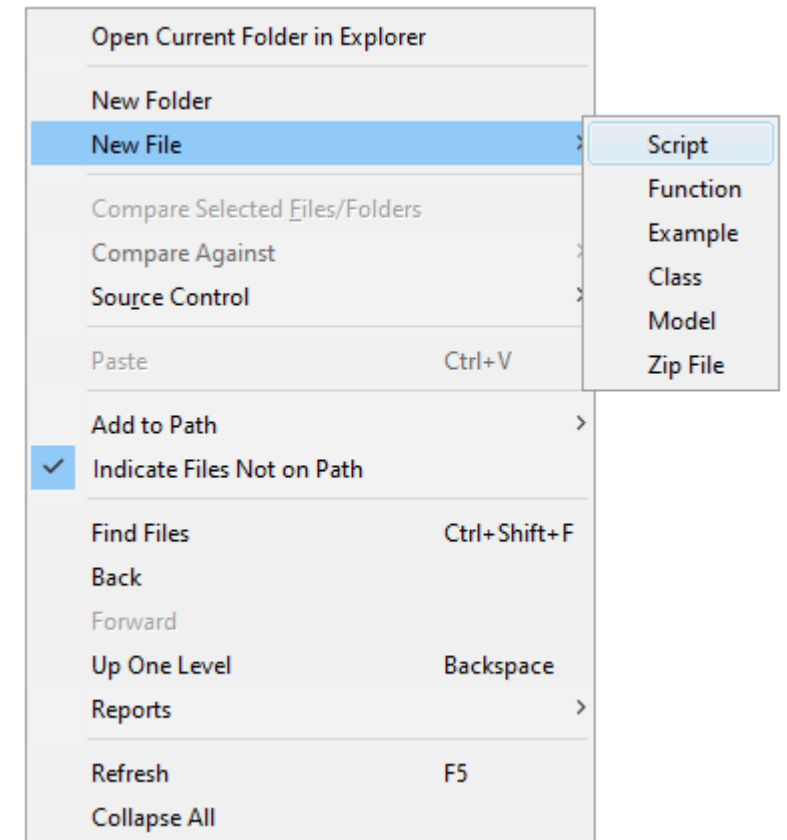 Open Current Folder in Explorer
New Folder
New File
Script
Function
Example
Class
Model
Zip File
Compare Selected Files/Folders
Compare Against
Source Control
Paste Ctrl+V
Add to Path
Indicate Files Not on Path
Find Files Ctrl+Shift+F
Back
Forward
Up One Level Backspace
Reports
Refresh F5
Collapse All